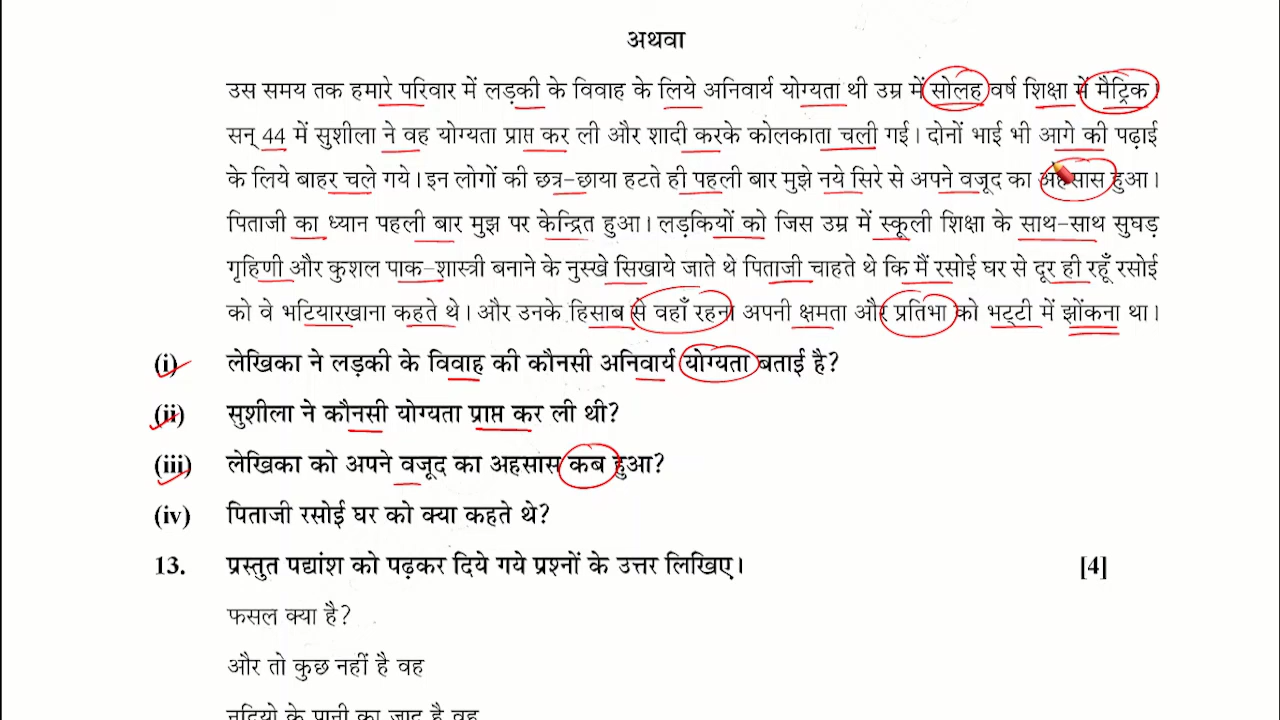 अथवा
उस समय तक हमारे परिवार में लड़की के विवाह के लिये अनिवार्य योग्यता थी उम्र में सोलह वर्ष शिक्षा में मैट्रिक।
सन् 44 में सुशीला ने वह योग्यता प्राप्त कर ली और शादी करके कोलकाता चली गई। दोनों भाई भी आगे की पढ़ाई
के लिये बाहर चले गये। इन लोगों की छत्र-छाया हटते ही पहली बार मुझे नये सिरे से अपने वजूद का अहसास हुआ।
पिताजी का ध्यान पहली बार मुझ पर केन्द्रित हुआ। लड़कियों को जिस उम्र में स्कूली शिक्षा के साथ-साथ सुघड़
गृहिणी और कुशल पाक-शास्त्री बनाने के नुस्खे सिखाये जाते थे पिताजी चाहते थे कि मैं रसोई घर से दूर ही रहूँ रसोई
को वे भटियारखाना कहते थे। और उनके हिसाब से वहाँ रहना अपनी क्षमता और प्रतिभा को भट्टी में झोंकना था।
(i) लेखिका ने लड़की के विवाह की कौनसी अनिवार्य योग्यता बताई है?
(ii) सुशीला ने कौनसी योग्यता प्राप्त कर ली थी?
(iii) लेखिका को अपने वजूद का अहसास कब हुआ?
(iv) पिताजी रसोई घर को क्या कहते थे?
13. प्रस्तुत पद्यांश को पढ़कर दिये गये प्रश्नों के उत्तर लिखिए। [4]
फसल क्या है?
और तो कुछ नहीं है वह
नदियो के पानी का जादू है वह